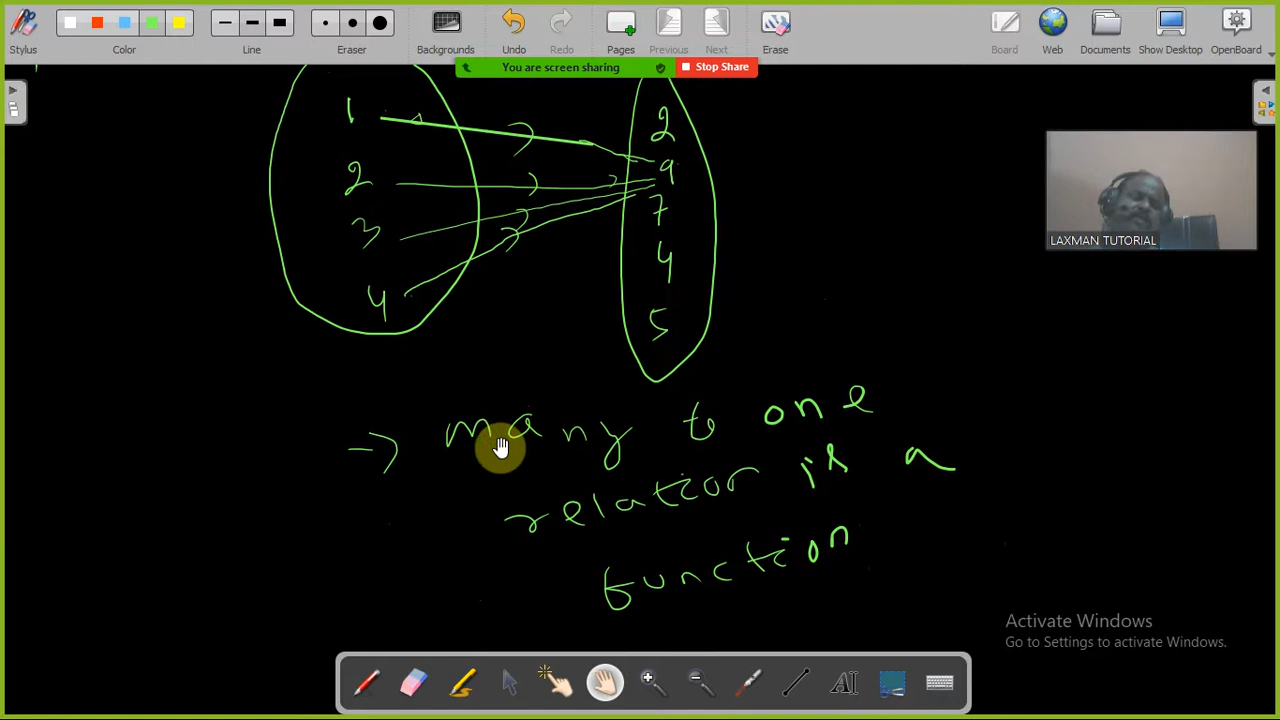 Stylus
Color
Line
Eraser
Backgrounds
Undo
Redo
Pages
Previous
Next
Erase
Board
Web
Documents
Show Desktop
OpenBoard
You are screen sharing
Stop Share
1
2
3
4
2
9
7
4
5
LAXMAN TUTORIAL
→ many to one
relation is a
function
Activate Windows
Go to Settings to activate Windows.
AI